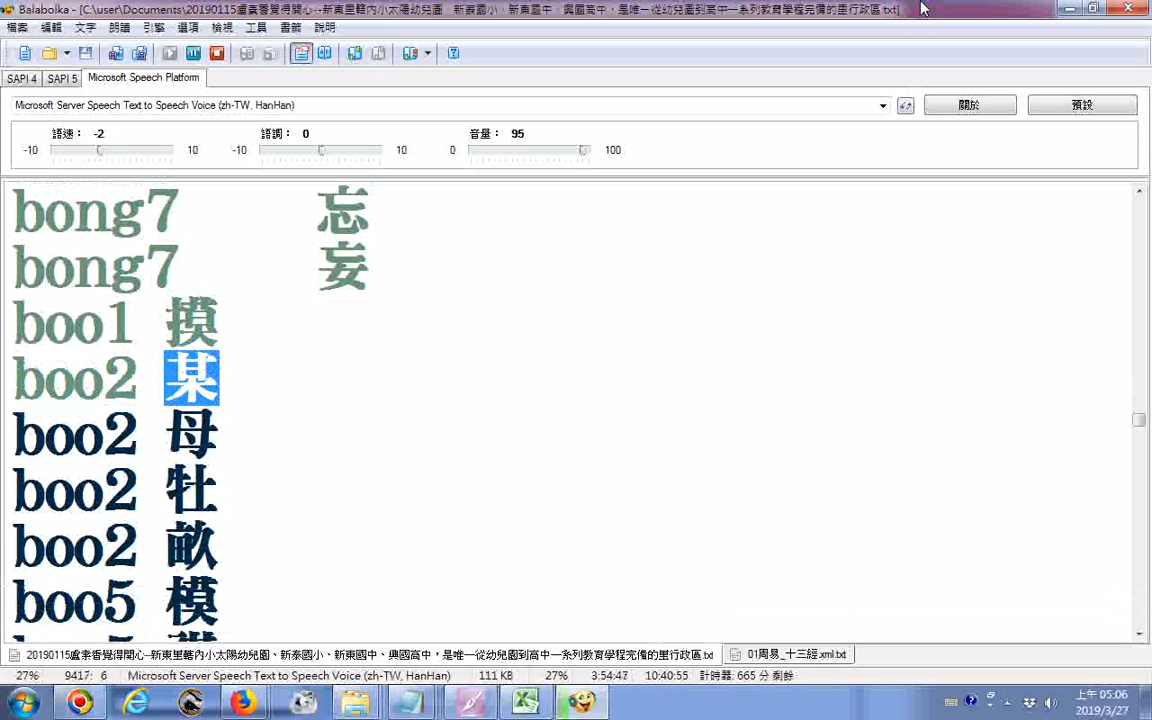 Balabolka - [C:\user\Documents\20190115盧素香覺得開心--新東里轄內小太陽幼兒園、新泰國小、新東國中、興國高中，是唯一從幼兒園到高中一系列教育學程完備的里行政區.txt]
檔案 編輯 文字 朗讀 引擎 選項 檢視 工具 書籤 說明
SAPI 4 SAPI 5 Microsoft Speech Platform
Microsoft Server Speech Text to Speech Voice (zh-TW, HanHan) 關於 預設
語速： -2 語調： 0 音量： 95
-10 10 -10 10 0 100
bong7 忘
bong7 妄
boo1 摸
boo2 某
boo2 母
boo2 牡
boo2 畝
boo5 模
20190115盧素香覺得開心--新東里轄內小太陽幼兒園、新泰國小、新東國中、興國高中，是唯一從幼兒園到高中一系列教育學程完備的里行政區.txt 01周易_十三經.xml.txt
27% 9417: 6 Microsoft Server Speech Text to Speech Voice (zh-TW, HanHan) 111 KB 27% 3:54:47 10:40:55 計時器: 665 分 剩餘
上午 05:06
2019/3/27